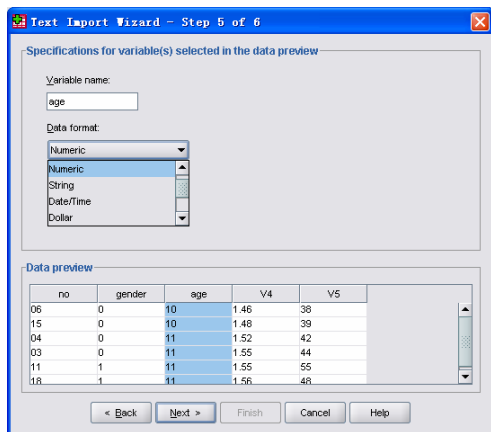 Text Import Wizard - Step 5 of 6
Specifications for variable(s) selected in the data preview
Variable name:
age
Data format:
Numeric
Numeric
String
Date/Time
Dollar
Data preview
no gender age V4 V5
06 0 10 1.46 38
15 0 10 1.48 39
04 0 11 1.52 42
03 0 11 1.55 44
11 1 11 1.55 55
18 1 11 1.56 48
< Back Next > Finish Cancel Help